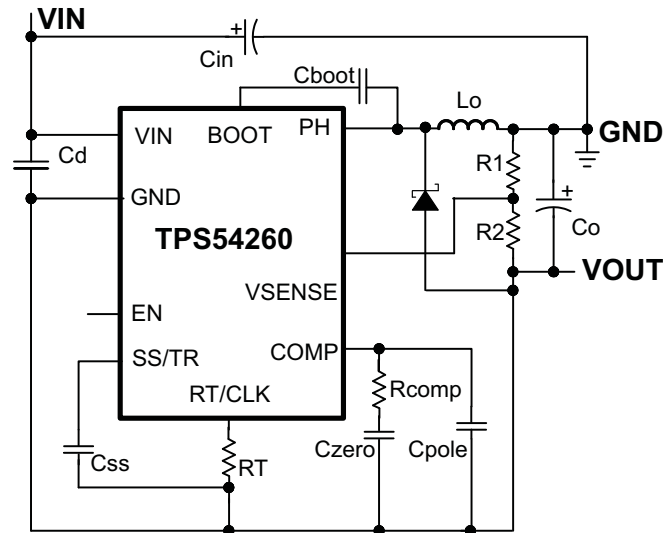 VIN
+
Cin
Cboot
Lo
VIN
BOOT
PH
GND
Cd
R1
GND
+
TPS54260
R2
Co
VOUT
VSENSE
EN
COMP
SS/TR
Rcomp
RT/CLK
Czero
Cpole
Css
RT